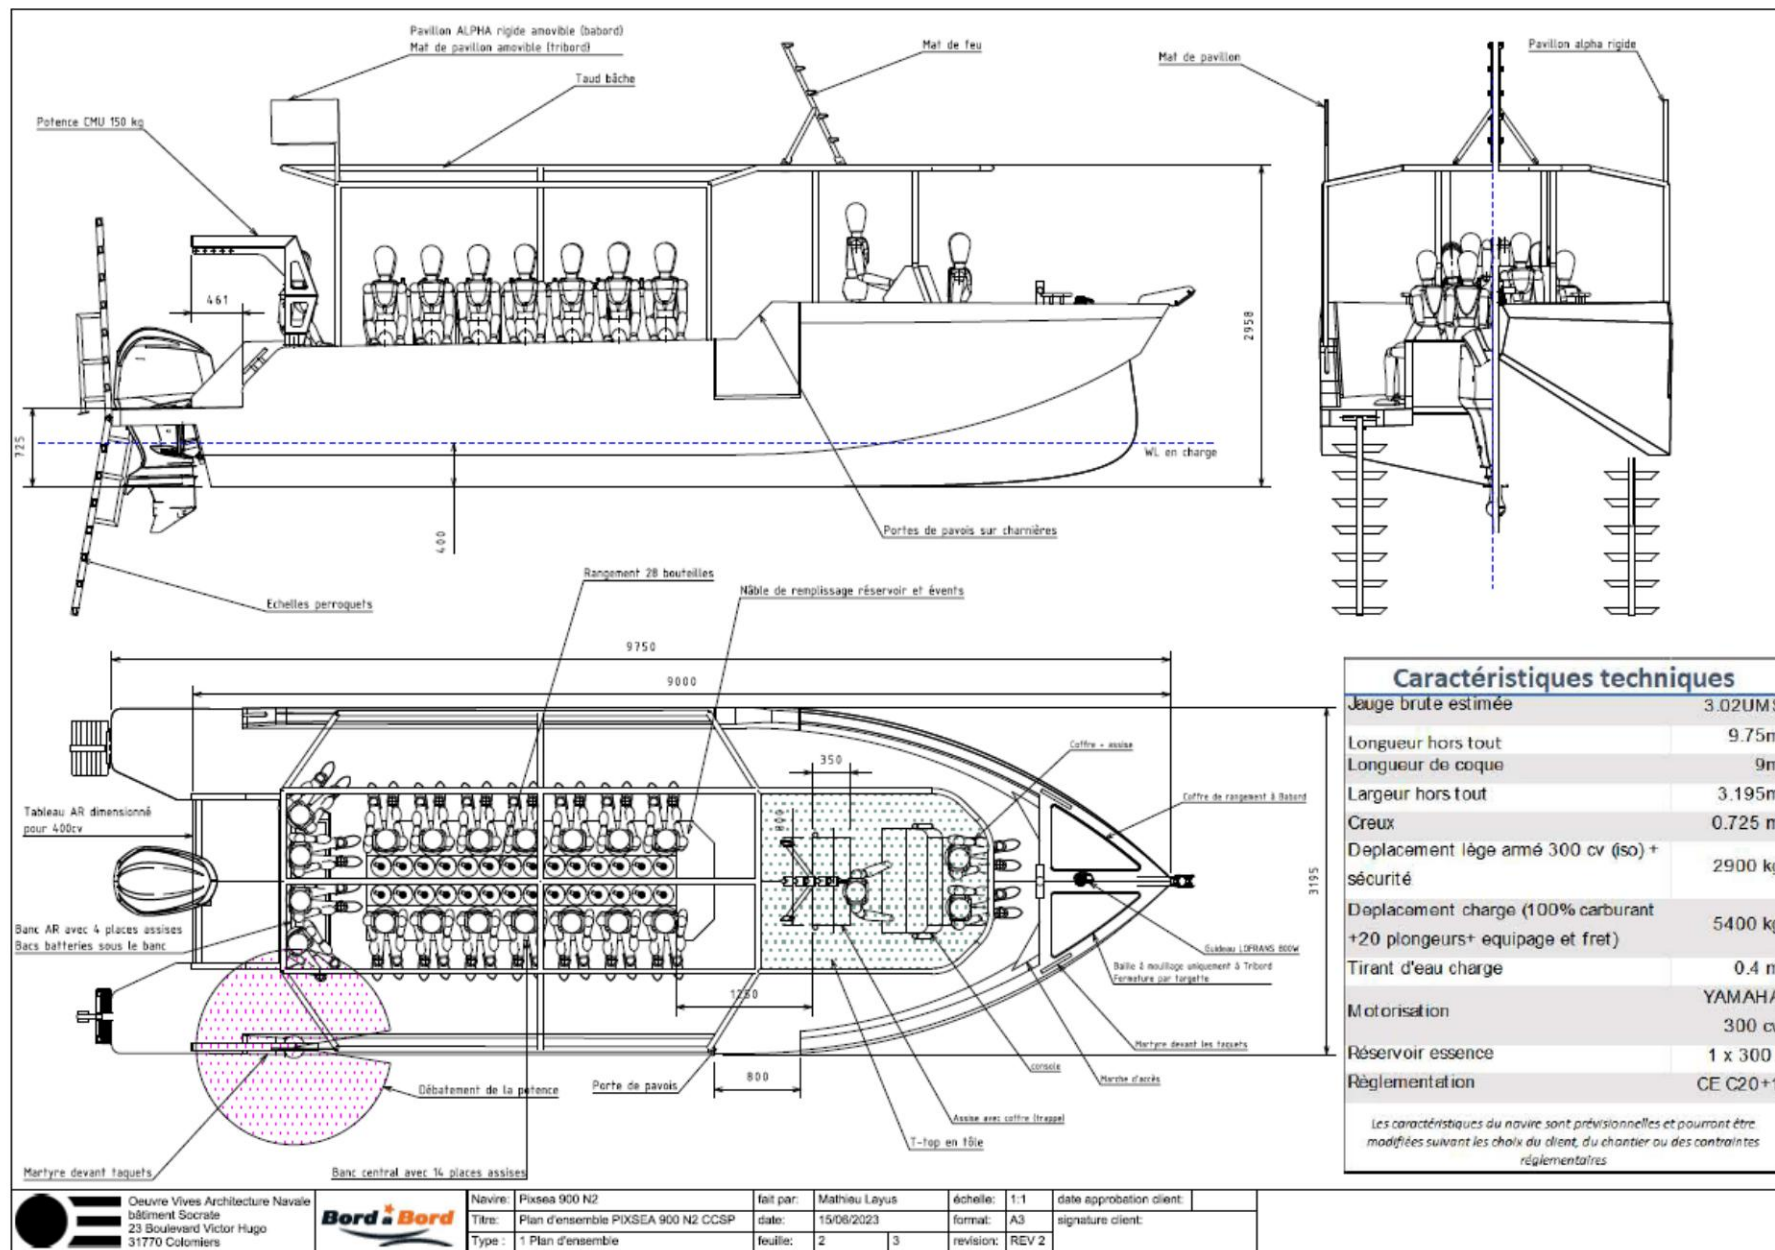 Pavillon ALPHA rigide amovible (babord)
Mat de pavillon amovible (tribord)
Mat de feu
Taud bâche
Potence CMU 150 kg
Mat de pavillon
Pavillon alpha rigide
461
2958
725
400
WL en charge
Portes de pavois sur charnières
Echelles perroquets
Rangement 28 bouteilles
Nâble de remplissage réservoir et évents
9750
9000
Coffre + assise
350
800
Coffre de rangement à Babord
Tableau AR dimensionné
pour 400cv
3195
Banc AR avec 4 places assises
Bacs batteries sous le banc
Guideau LOFRANS 800W
Baille à mouillage uniquement à Tribord
Fermeture par targette
1250
Martyre devant les taquets
console
Marche d'accès
Porte de pavois
800
Débatement de la potence
Assise avec coffre (trappe)
T-top en tôle
Martyre devant taquets
Banc central avec 14 places assises
Caractéristiques techniques
Jauge brute estimée 3.02UMS
Longueur hors tout 9.75m
Longueur de coque 9m
Largeur hors tout 3.195m
Creux 0.725 m
Deplacement lège armé 300 cv (iso) +
sécurité 2900 kg
Deplacement charge (100% carburant
+20 plongeurs+ equipage et fret) 5400 kg
Tirant d'eau charge 0.4 m
Motorisation YAMAHA
300 cv
Réservoir essence 1 x 300
Règlementation CE C20+1
Les caractéristiques du navire sont prévisionnelles et pourront être
modifiées suivant les choix du client, du chantier ou des contraintes
réglementaires
Oeuvre Vives Architecture Navale
bâtiment Socrate
23 Boulevard Victor Hugo
31770 Colomiers
Bord à Bord
Navire: Pixsea 900 N2 fait par: Mathieu Layus échelle: 1:1 date approbation client:
Titre: Plan d'ensemble PIXSEA 900 N2 CCSP date: 15/06/2023 format: A3 signature client:
Type : 1 Plan d'ensemble feuille: 2 3 revision: REV 2